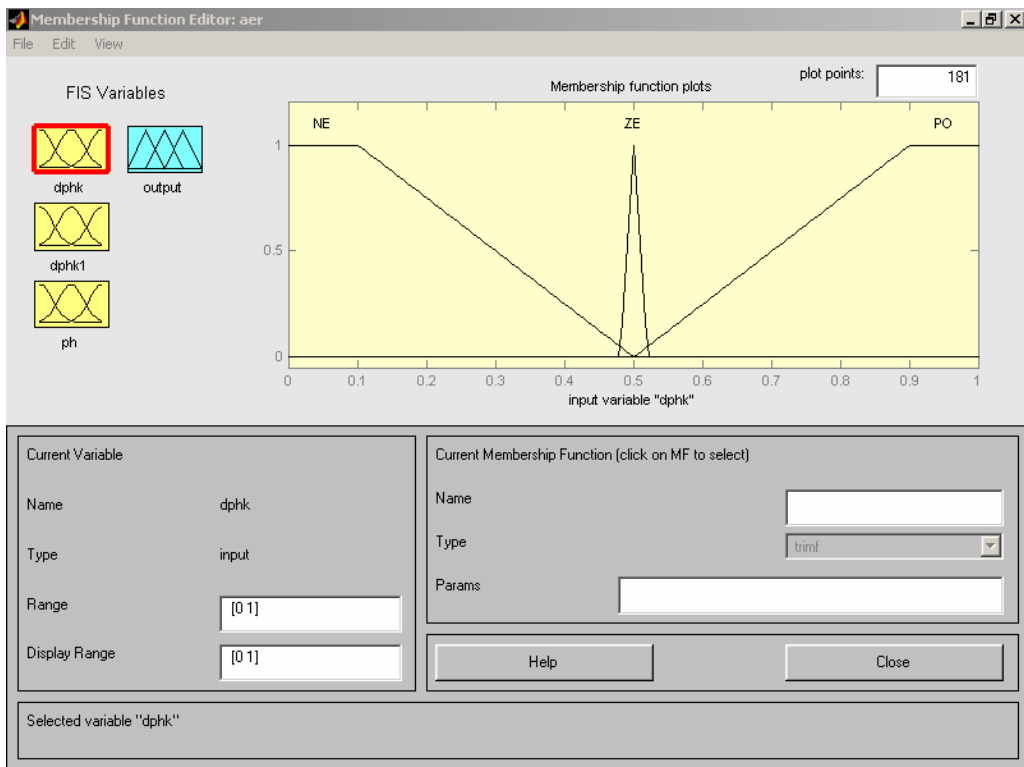 Membership Function Editor: aer
File Edit View
FIS Variables
dphk
output
dphk1
ph
plot points:
181
Membership function plots
NE ZE PO
1
0.5
0
0 0.1 0.2 0.3 0.4 0.5 0.6 0.7 0.8 0.9 1
input variable "dphk"
Current Variable
Name dphk
Type input
Range [0 1]
Display Range [0 1]
Current Membership Function (click on MF to select)
Name
Type trimf
Params
Help Close
Selected variable "dphk"